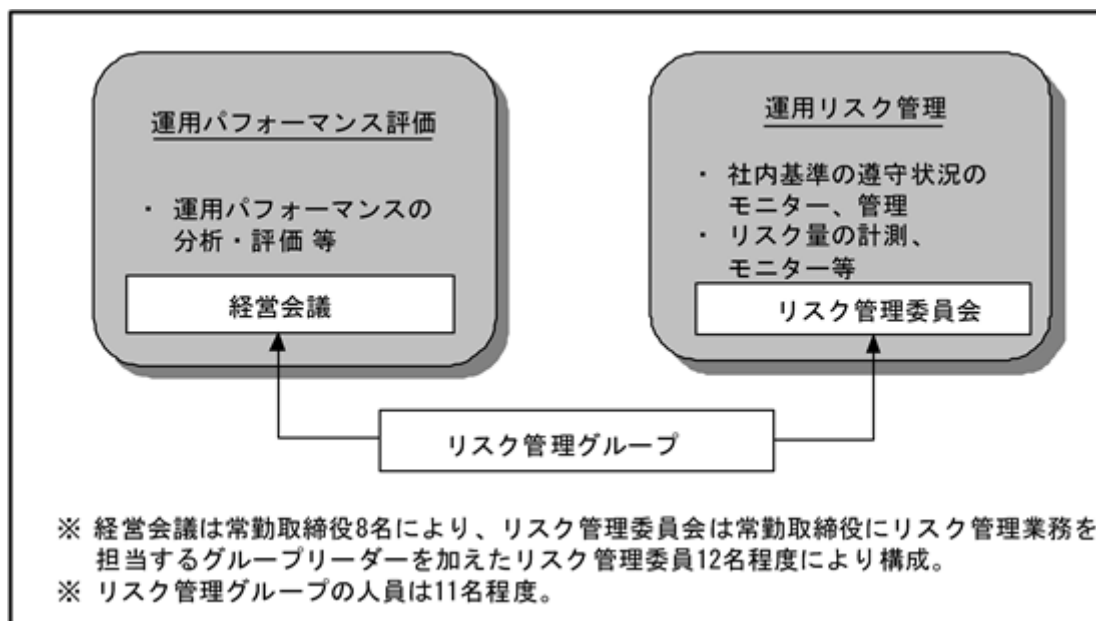 運用パフォーマンス評価
・ 運用パフォーマンスの
分析・評価 等
経営会議
運用リスク管理
・ 社内基準の遵守状況の
モニター、管理
・ リスク量の計測、
モニター等
リスク管理委員会
リスク管理グループ
※ 経営会議は常勤取締役8名により、リスク管理委員会は常勤取締役にリスク管理業務を
担当するグループリーダーを加えたリスク管理委員12名程度により構成。
※ リスク管理グループの人員は11名程度。